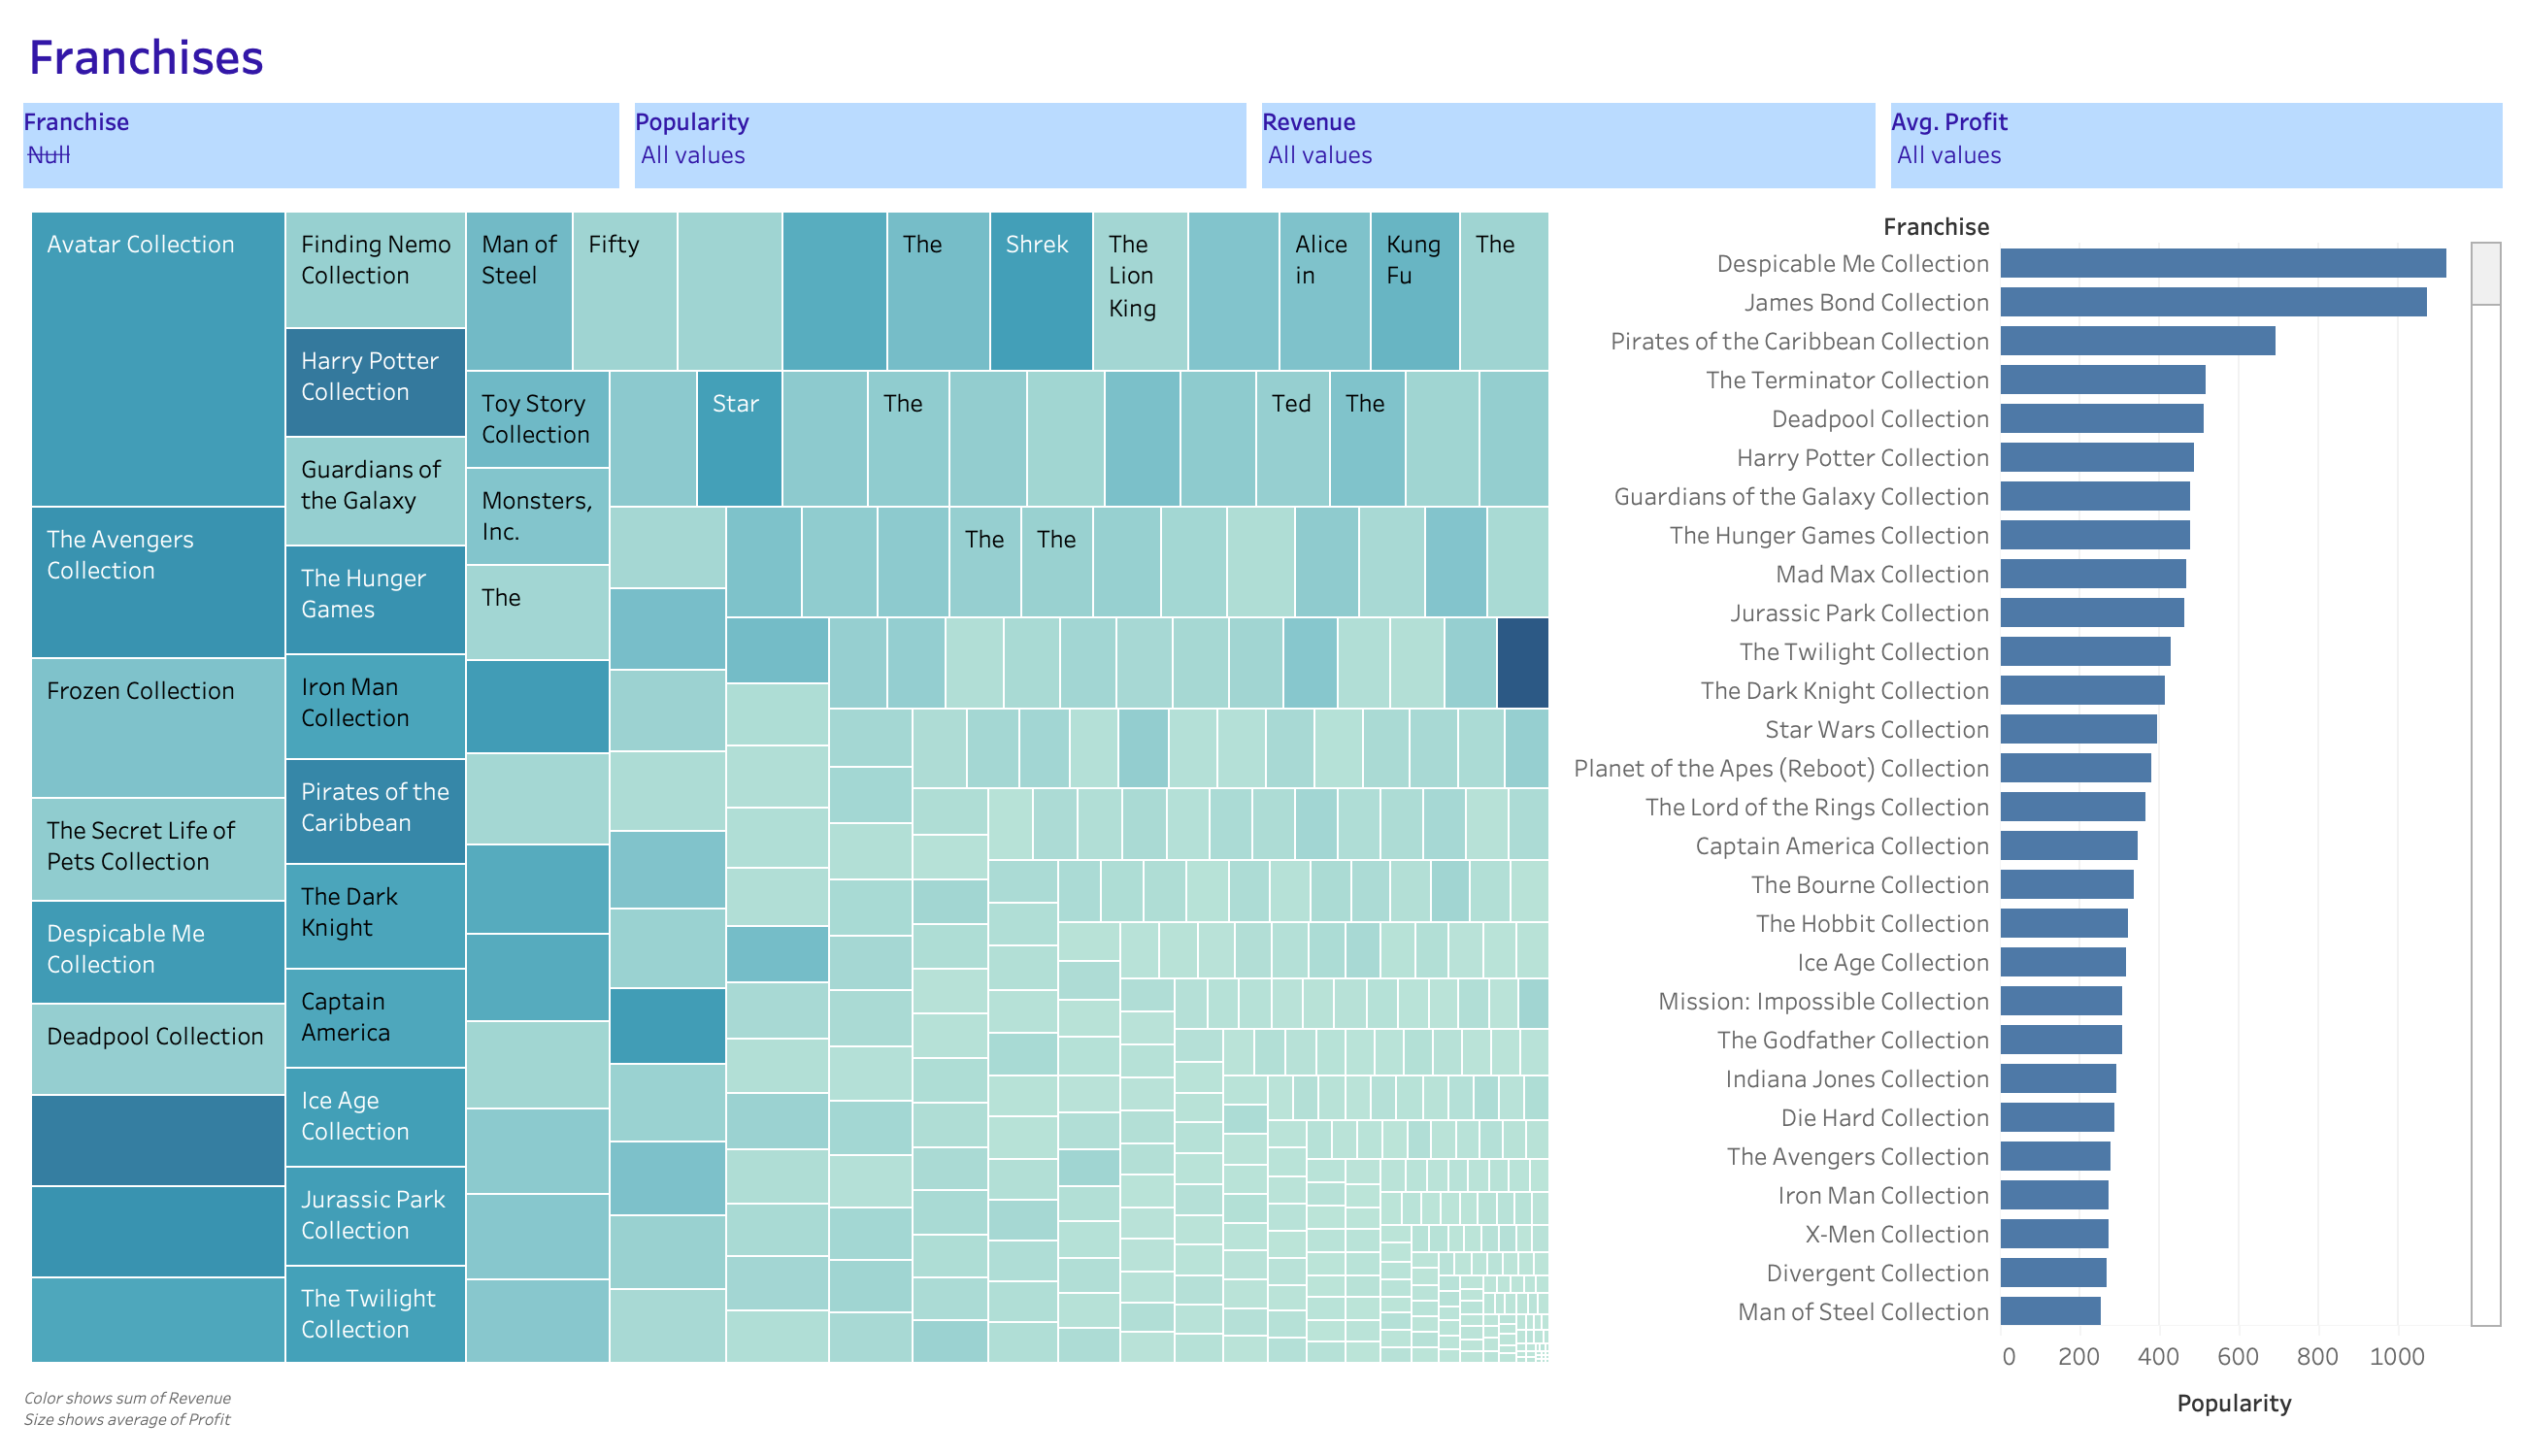 Franchises
Franchise
Null
Popularity
All values
Revenue
All values
Avg. Profit
All values
Avatar Collection
The Avengers
Collection
Frozen Collection
The Secret Life of
Pets Collection
Despicable Me
Collection
Deadpool Collection
Finding Nemo
Collection
Harry Potter
Collection
Guardians of
the Galaxy
The Hunger
Games
Iron Man
Collection
Pirates of the
Caribbean
The Dark
Knight
Captain
America
Ice Age
Collection
Jurassic Park
Collection
The Twilight
Collection
Man of
Steel
Toy Story
Collection
Monsters,
Inc.
The
Fifty
The
Shrek
The
Lion
King
Alice
in
Kung
Fu
The
Star
The
Ted
The
The
The
Color shows sum of Revenue
Size shows average of Profit
Franchise
Despicable Me Collection
James Bond Collection
Pirates of the Caribbean Collection
The Terminator Collection
Deadpool Collection
Harry Potter Collection
Guardians of the Galaxy Collection
The Hunger Games Collection
Mad Max Collection
Jurassic Park Collection
The Twilight Collection
The Dark Knight Collection
Star Wars Collection
Planet of the Apes (Reboot) Collection
The Lord of the Rings Collection
Captain America Collection
The Bourne Collection
The Hobbit Collection
Ice Age Collection
Mission: Impossible Collection
The Godfather Collection
Indiana Jones Collection
Die Hard Collection
The Avengers Collection
Iron Man Collection
X-Men Collection
Divergent Collection
Man of Steel Collection
0 200 400 600 800 1000
Popularity